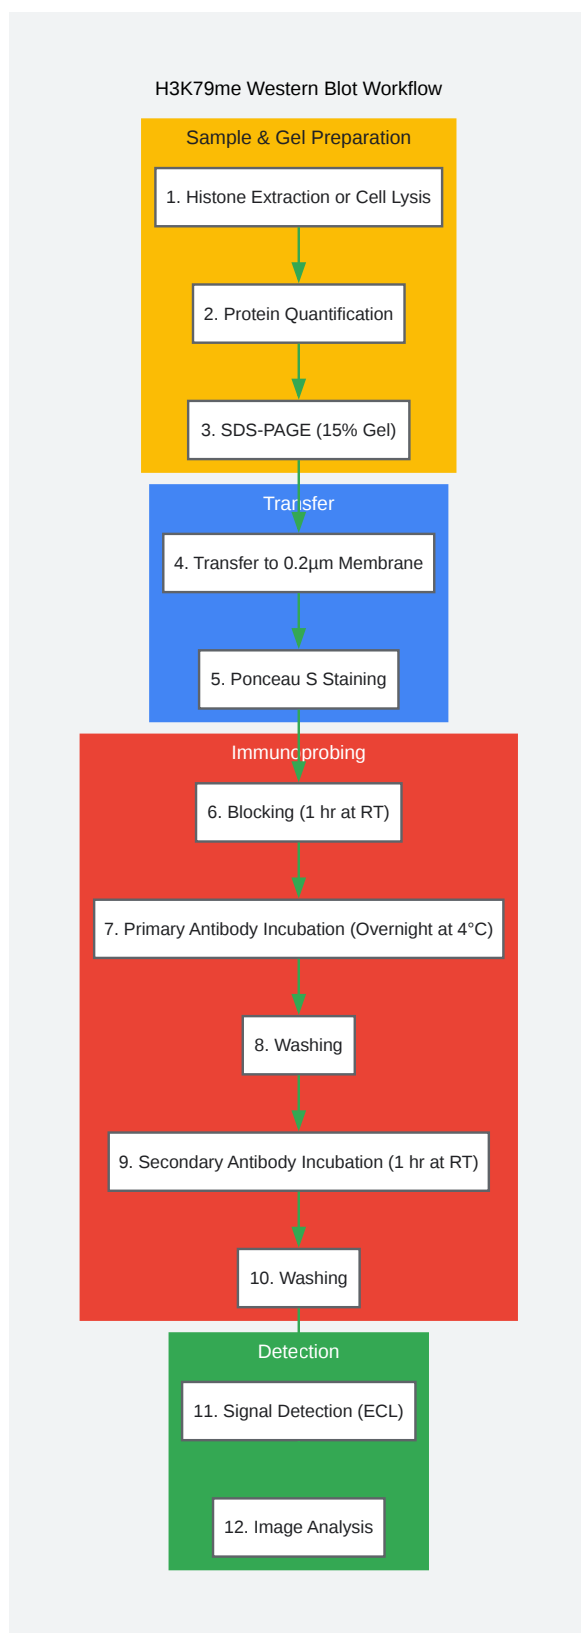 H3K79me Western Blot Workflow
Sample & Gel Preparation
1. Histone Extraction or Cell Lysis
2. Protein Quantification
3. SDS-PAGE (15% Gel)
Transfer
4. Transfer to 0.2µm Membrane
5. Ponceau S Staining
Immunoprobing
6. Blocking (1 hr at RT)
7. Primary Antibody Incubation (Overnight at 4°C)
8. Washing
9. Secondary Antibody Incubation (1 hr at RT)
10. Washing
Detection
11. Signal Detection (ECL)
12. Image Analysis